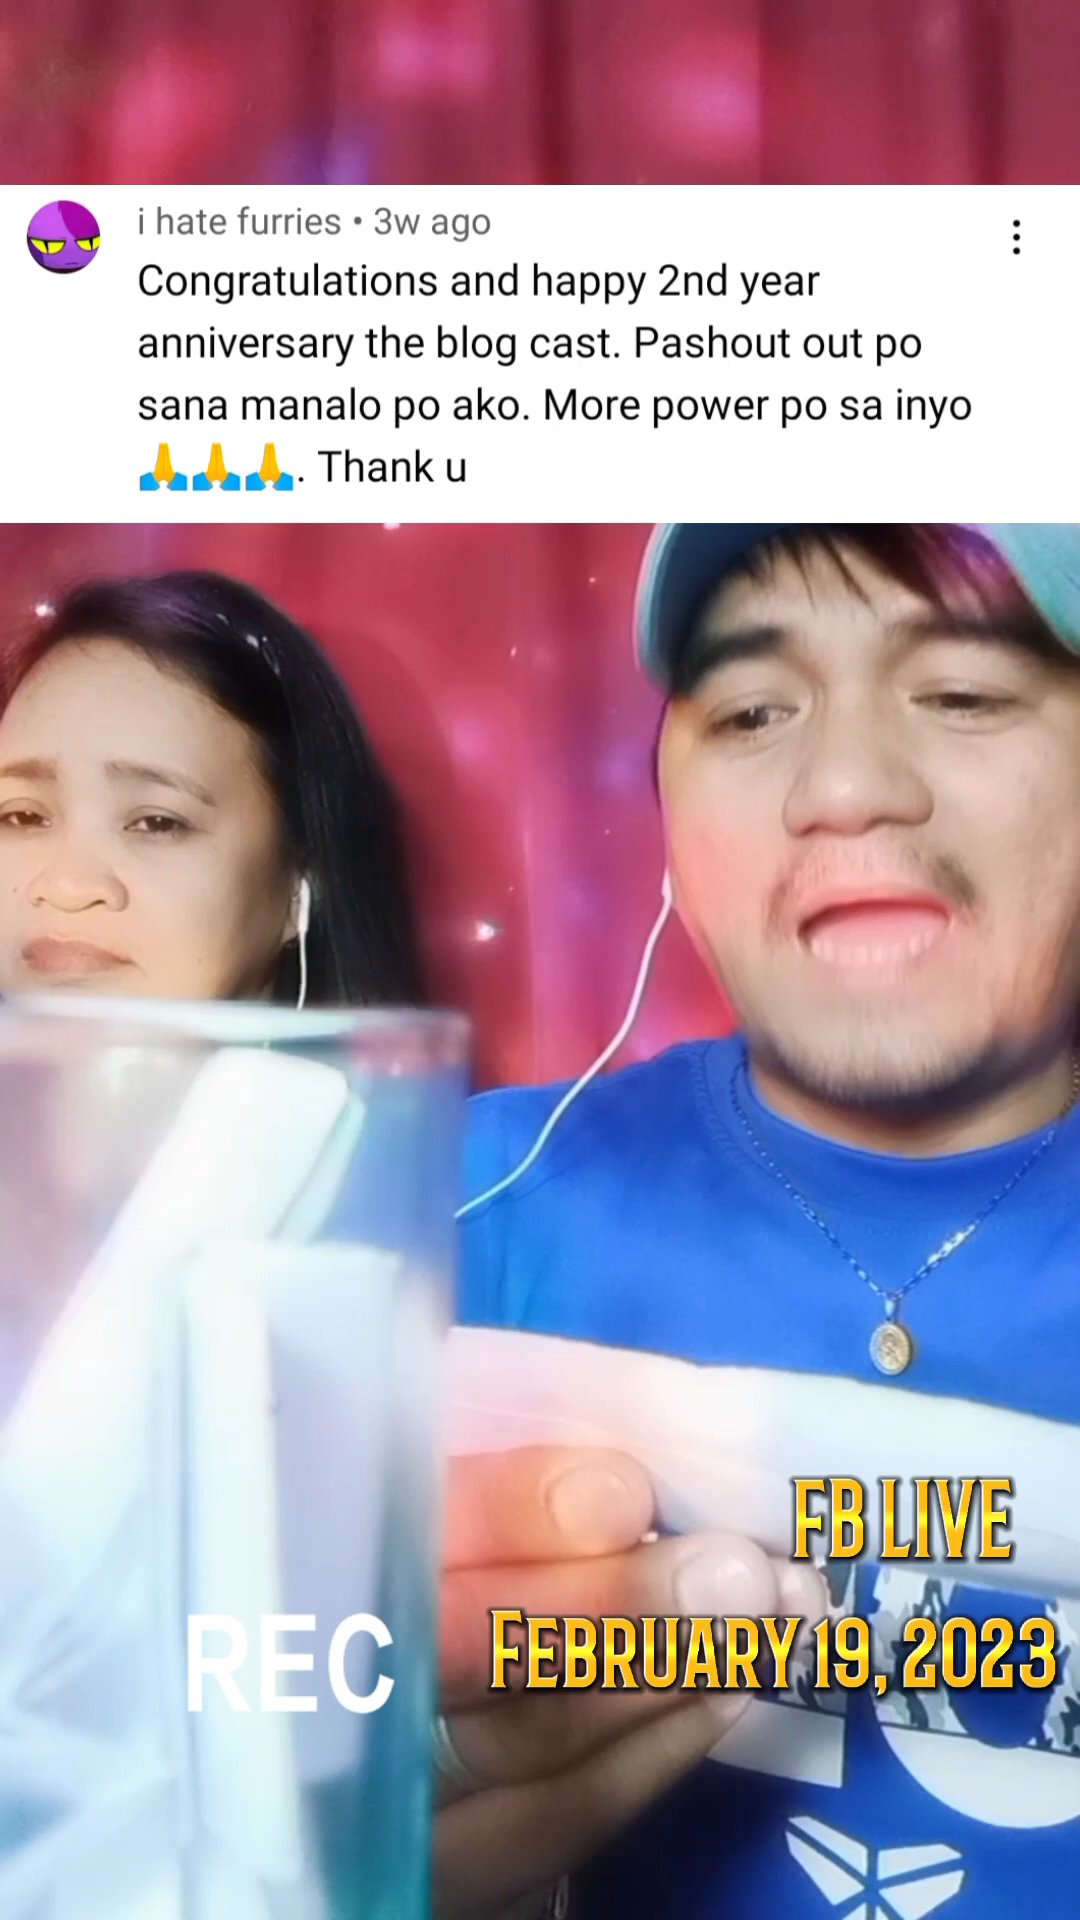 i hate furries • 3w ago
Congratulations and happy 2nd year
anniversary the blog cast. Pashout out po
sana manalo po ako. More power po sa inyo
🙏🙏🙏. Thank u
FB LIVE
REC
FEBRUARY 19, 2023